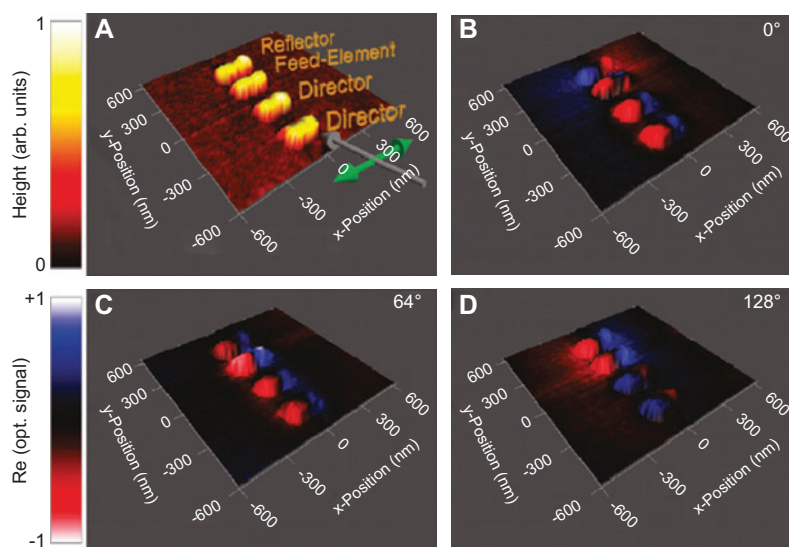 1
Height (arb. units)
0
A
Reflector
Feed-Element
Director
Director
600
300
0
-300
-600
y-Position (nm)
-600
-300
0
300
600
x-Position (nm)
B
0°
600
300
0
-300
-600
y-Position (nm)
-600
-300
0
300
600
x-Position (nm)
+1
Re (opt. signal)
-1
C
64°
600
300
0
-300
-600
y-Position (nm)
-600
-300
0
300
600
x-Position (nm)
D
128°
600
300
0
-300
-600
y-Position (nm)
-600
-300
0
300
600
x-Position (nm)